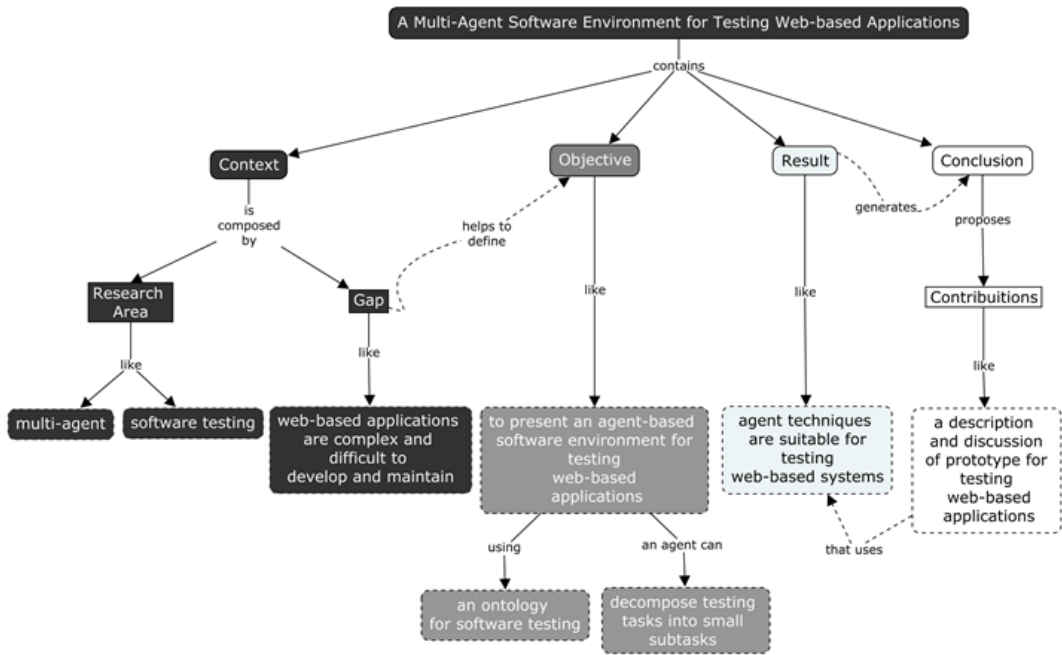 A Multi-Agent Software Environment for Testing Web-based Applications
contains
Context
Objective
Result
Conclusion
is
composed
by
helps to
define
generates
proposes
Research
Area
Gap
like
like
Contribuitions
like
like
like
multi-agent
software testing
web-based applications
are complex and
difficult to
develop and maintain
to present an agent-based
software environment for
testing
web-based
applications
agent techniques
are suitable for
testing
web-based systems
a description
and discussion
of prototype for
testing
web-based
applications
using
an agent can
that uses
an ontology
for software testing
decompose testing
tasks into small
subtasks